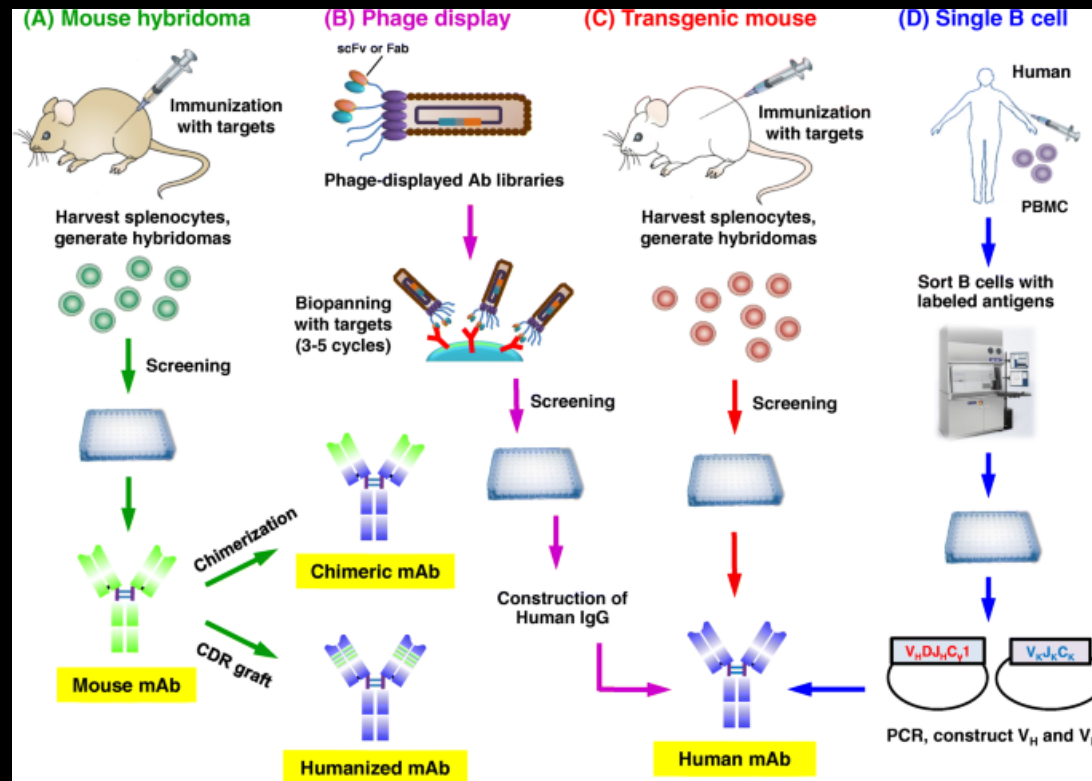 (A) Mouse hybridoma
Immunization
with targets
Harvest splenocytes,
generate hybridomas
Screening
Mouse mAb
Chimerization
CDR graft
Chimeric mAb
Humanized mAb
(B) Phage display
scFv or Fab
Phage-displayed Ab libraries
Biopanning
with targets
(3-5 cycles)
Screening
Construction of
Human IgG
(C) Transgenic mouse
Immunization
with targets
Harvest splenocytes,
generate hybridomas
Screening
Human mAb
(D) Single B cell
Human
PBMC
Sort B cells with
labeled antigens
VHDJHCγ1
VKJKCK
PCR, construct VH and V